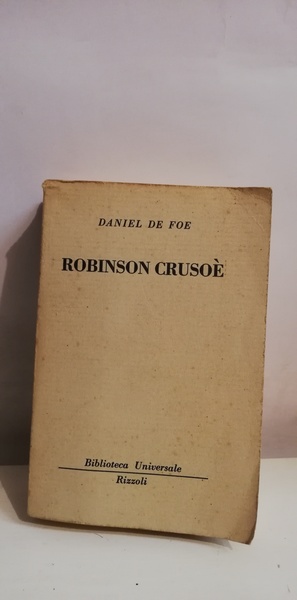 DANIEL DE FOE
ROBINSON CRUSOÈ
Biblioteca Universale
Rizzoli